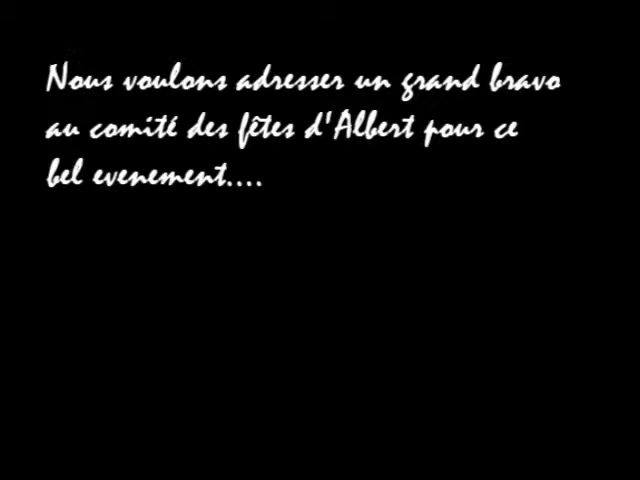 Nous voulons adresser un grand bravo
au comité des fêtes d'Albert pour ce
bel evenement....